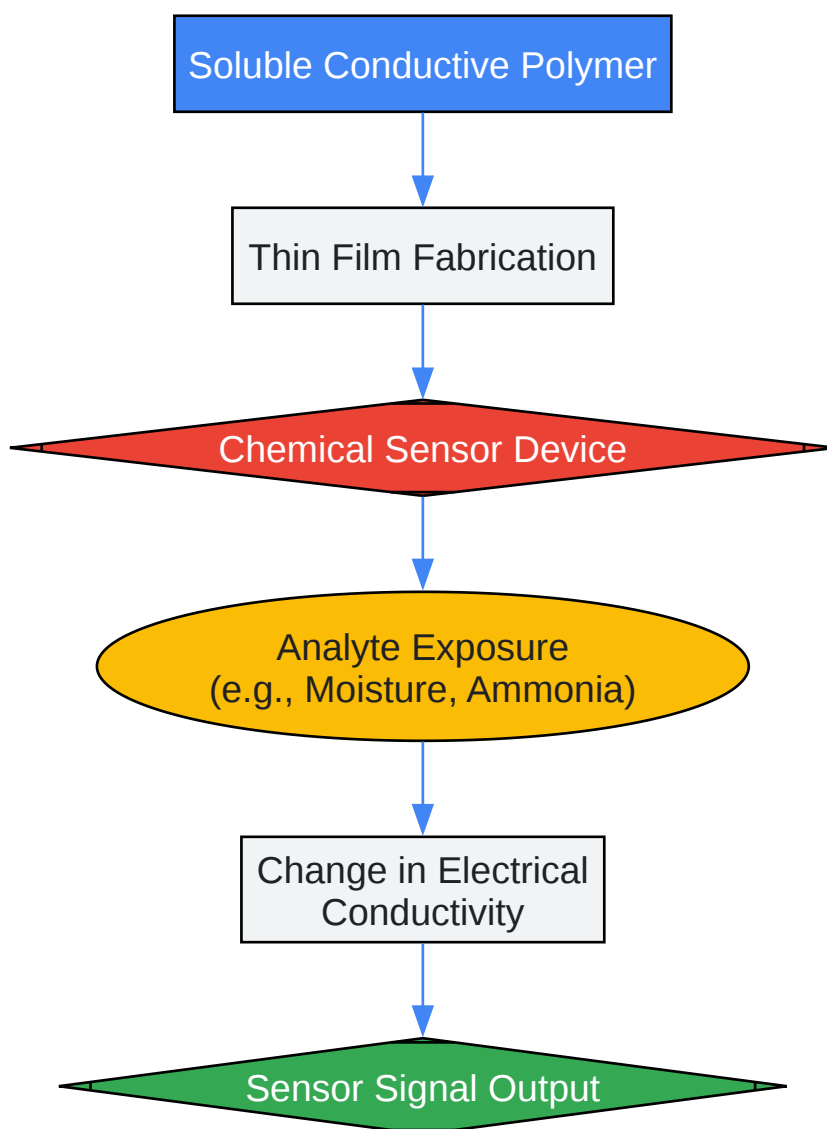 Soluble Conductive Polymer
Thin Film Fabrication
Chemical Sensor Device
Analyte Exposure
(e.g., Moisture, Ammonia)
Change in Electrical
Conductivity
Sensor Signal Output